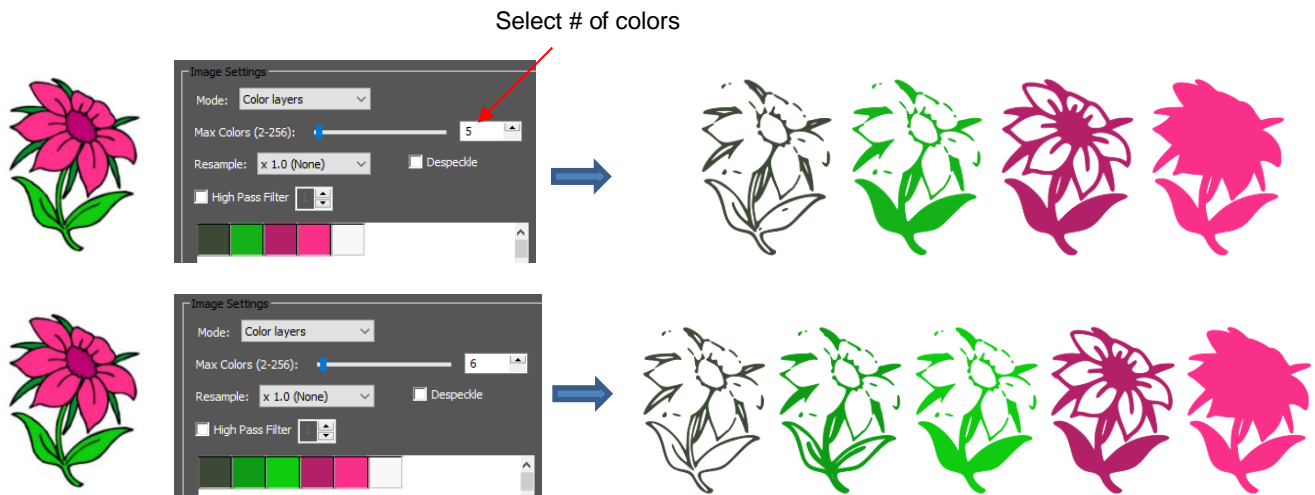 Select # of colors
Image Settings
Mode: Color layers
Max Colors (2-256): 5
Resample: x 1.0 (None) Despeckle
High Pass Filter
Image Settings
Mode: Color layers
Max Colors (2-256): 6
Resample: x 1.0 (None) Despeckle
High Pass Filter